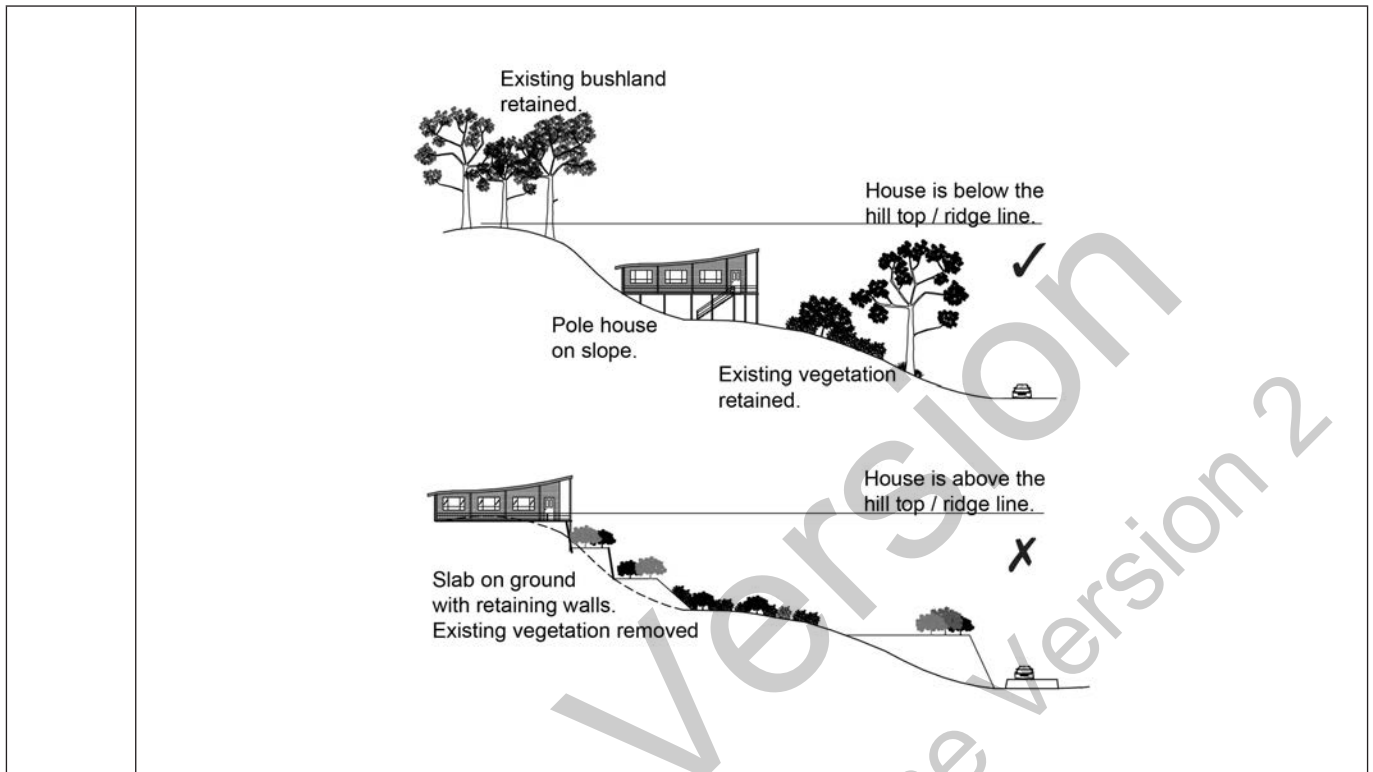 Existing bushland
retained.
House is below the
hill top / ridge line.
✓
Pole house
on slope.
Existing vegetation
retained.
House is above the
hill top / ridge line.
✗
Slab on ground
with retaining walls.
Existing vegetation removed
Version
Version 2